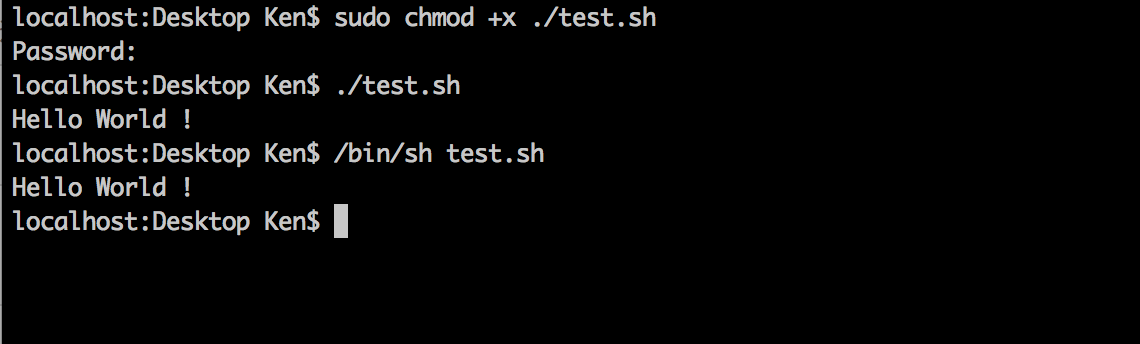 localhost:Desktop Ken$ sudo chmod +x ./test.sh
Password:
localhost:Desktop Ken$ ./test.sh
Hello World !
localhost:Desktop Ken$ /bin/sh test.sh
Hello World !
localhost:Desktop Ken$